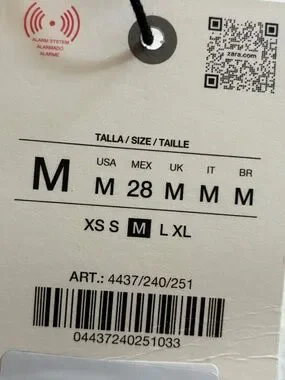 ALARM SYSTEM
ALARMADO
ALARME
zara.com
TALLA / SIZE / TAILLE
USA MEX UK IT BR
M M 28 M M M
XS S M L XL
ART.: 4437/240/251
04437240251033